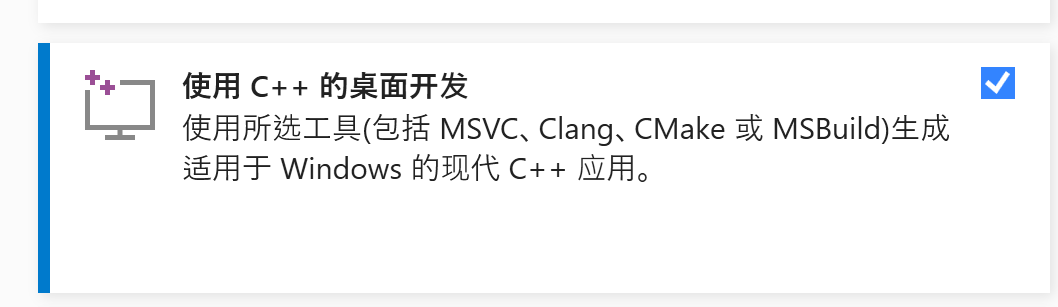 使用 C++ 的桌面开发
使用所选工具(包括 MSVC、Clang、CMake 或 MSBuild)生成
适用于 Windows 的现代 C++ 应用。